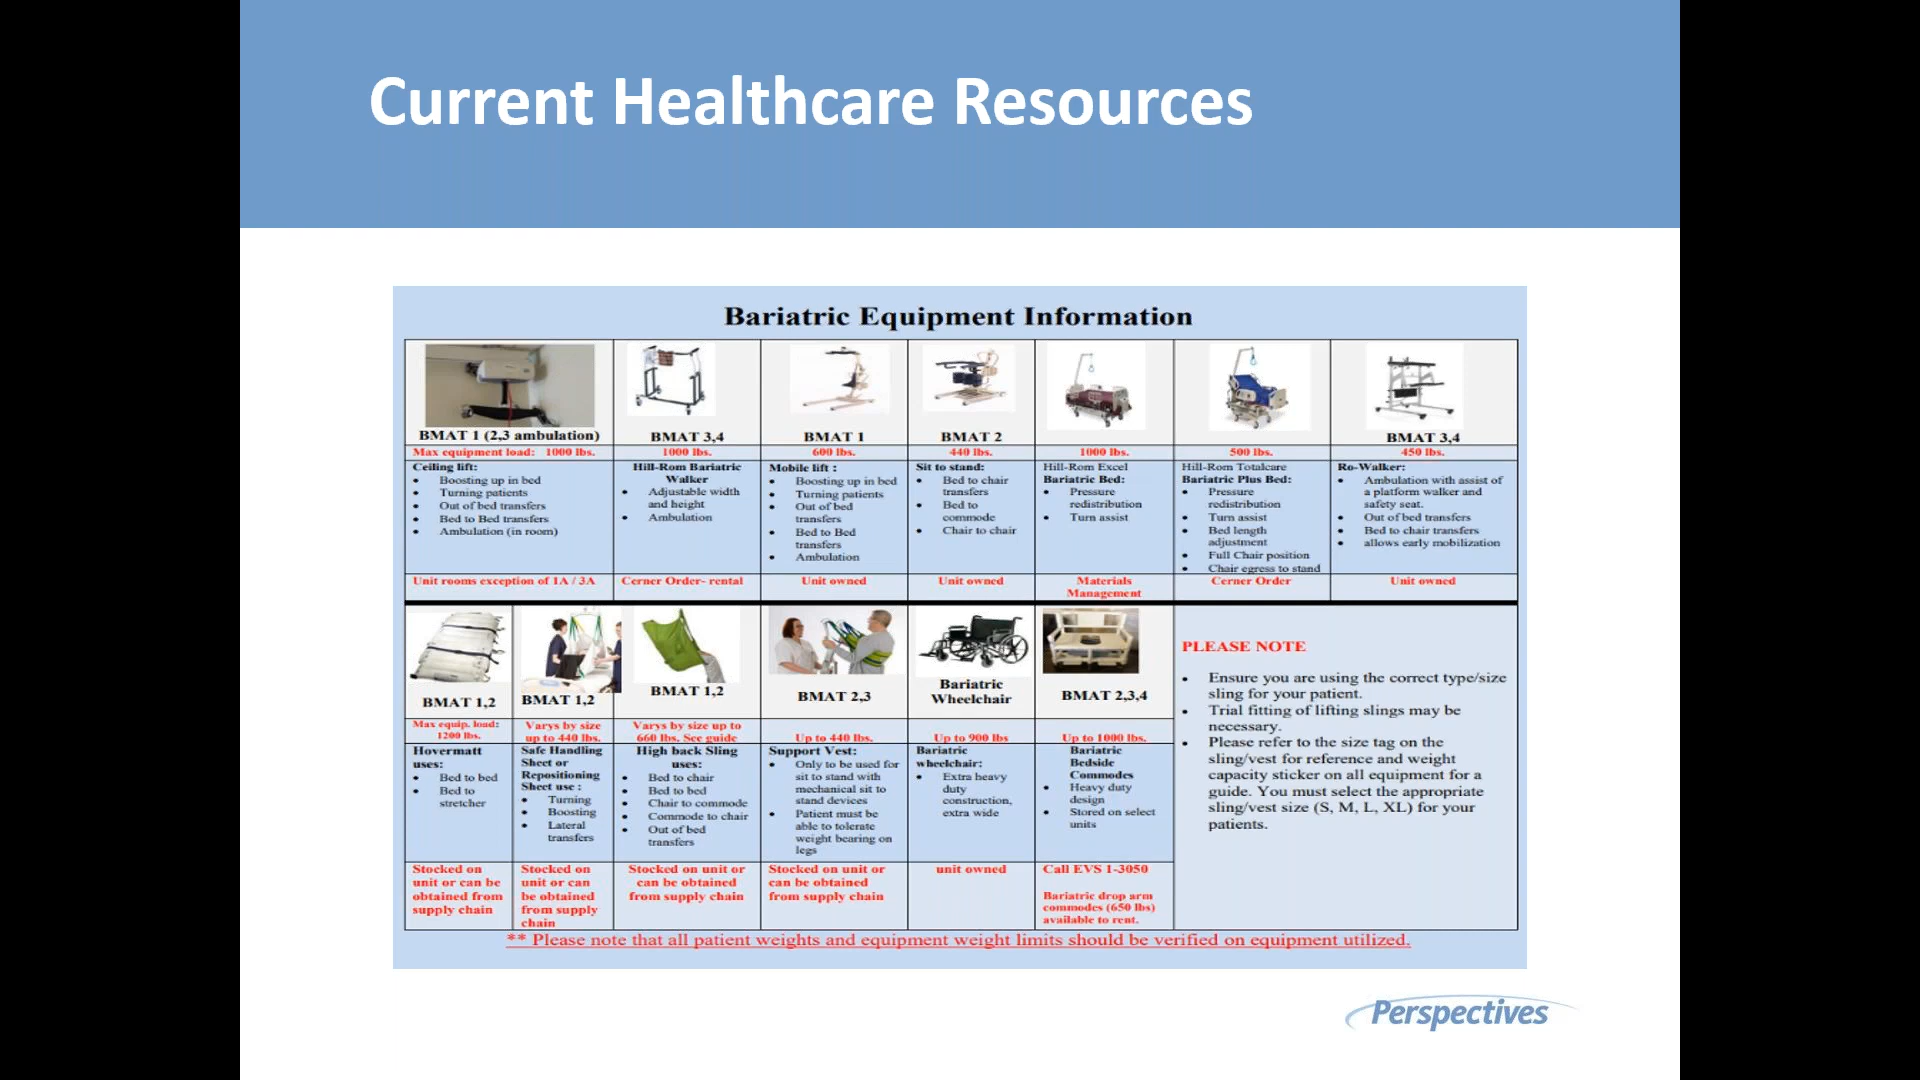 Current Healthcare Resources
Bariatric Equipment Information
BMAT 1 (2,3 ambulation)
Max equipment load: 1000 lbs.
Ceiling lift:
• Boosting up in bed
• Turning patients
• Out of bed transfers
• Bed to Bed transfers
• Ambulation (in room)
Unit rooms exception of 1A / 3A
BMAT 3,4
1000 lbs.
Hill-Rom Bariatric
Walker
• Adjustable width
and height
• Ambulation
Cerner Order- rental
BMAT 1
600 lbs.
Mobile lift :
• Boosting up in bed
• Turning patients
• Out of bed
transfers
• Bed to Bed
transfers
• Ambulation
Unit owned
BMAT 2
440 lbs.
Sit to stand:
• Bed to chair
transfers
• Bed to
commode
• Chair to chair
Unit owned
1000 lbs.
Hill-Rom Excel
Bariatric Bed:
• Pressure
redistribution
• Turn assist
Materials
Management
500 lbs.
Hill-Rom Totalcare
Bariatric Plus Bed:
• Pressure
redistribution
• Turn assist
• Bed length
adjustment
• Full Chair position
• Chair egress to stand
Cerner Order
BMAT 3,4
450 lbs.
Ro-Walker:
• Ambulation with assist of
a platform walker and
safety seat.
• Out of bed transfers
• Bed to chair transfers
• allows early mobilization
Unit owned
BMAT 1,2
Max equip. load:
1200 lbs.
Hovermatt
uses:
• Bed to bed
• Bed to
stretcher
Stocked on
unit or can be
obtained from
supply chain
BMAT 1,2
Varys by size
up to 440 lbs.
Safe Handling
Sheet or
Repositioning
Sheet use :
• Turning
• Boosting
• Lateral
transfers
Stocked on
unit or can
be obtained
from supply
chain
BMAT 1,2
Varys by size up to
660 lbs. See guide
High back Sling
uses:
• Bed to chair
• Bed to bed
• Chair to commode
• Commode to chair
• Out of bed
transfers
Stocked on unit or
can be obtained
from supply chain
BMAT 2,3
Up to 440 lbs.
Support Vest:
• Only to be used for
sit to stand with
mechanical sit to
stand devices
• Patient must be
able to tolerate
weight bearing on
legs
Stocked on unit or
can be obtained
from supply chain
Bariatric
Wheelchair
Up to 900 lbs
Bariatric
wheelchair:
• Extra heavy
duty
construction,
extra wide
unit owned
BMAT 2,3,4
Up to 1000 lbs.
Bariatric
Bedside
Commodes
• Heavy duty
design
• Stored on select
units
Call EVS 1-3050
Bariatric drop arm
commodes (650 lbs)
available to rent.
PLEASE NOTE
• Ensure you are using the correct type/size
sling for your patient.
• Trial fitting of lifting slings may be
necessary.
• Please refer to the size tag on the
sling/vest for reference and weight
capacity sticker on all equipment for a
guide. You must select the appropriate
sling/vest size (S, M, L, XL) for your
patients.
** Please note that all patient weights and equipment weight limits should be verified on equipment utilized.
Perspectives